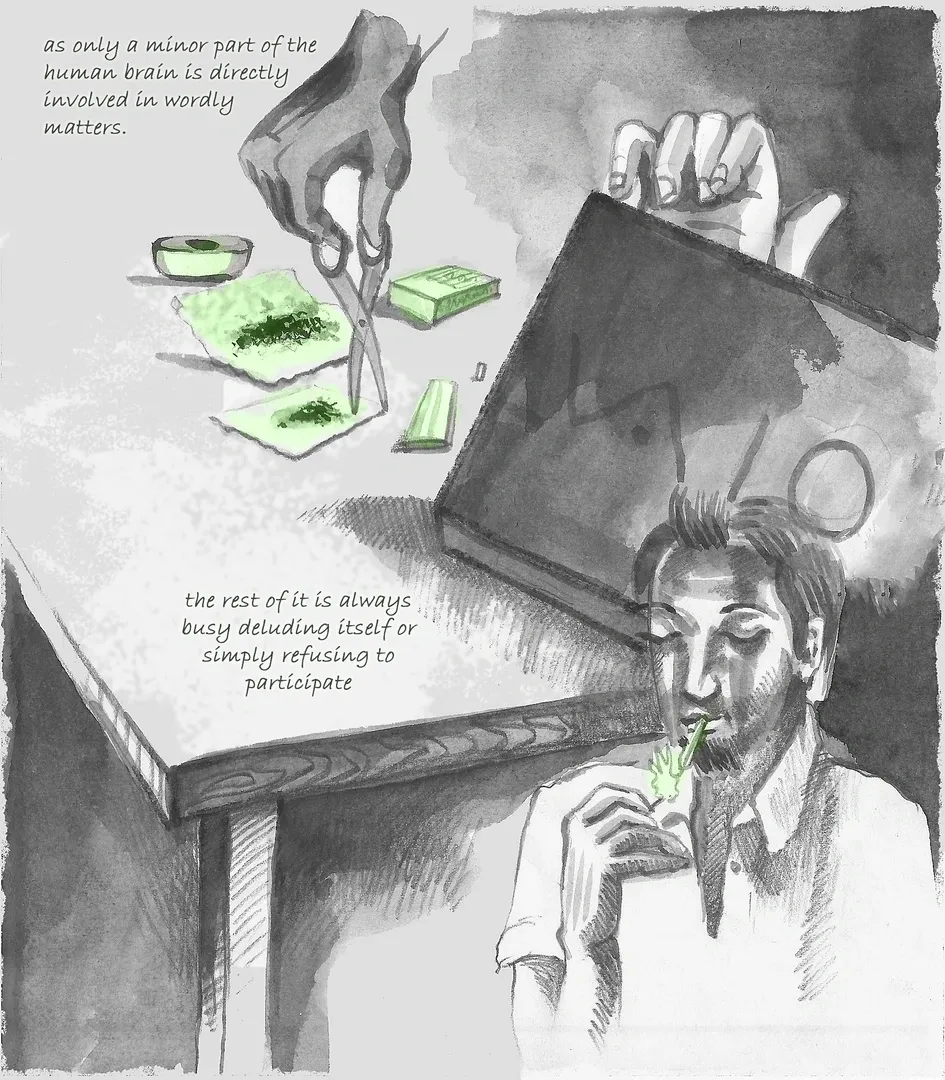 as only a minor part of the
human brain is directly
involved in wordly
matters.
the rest of it is always
busy deluding itself or
simply refusing to
participate